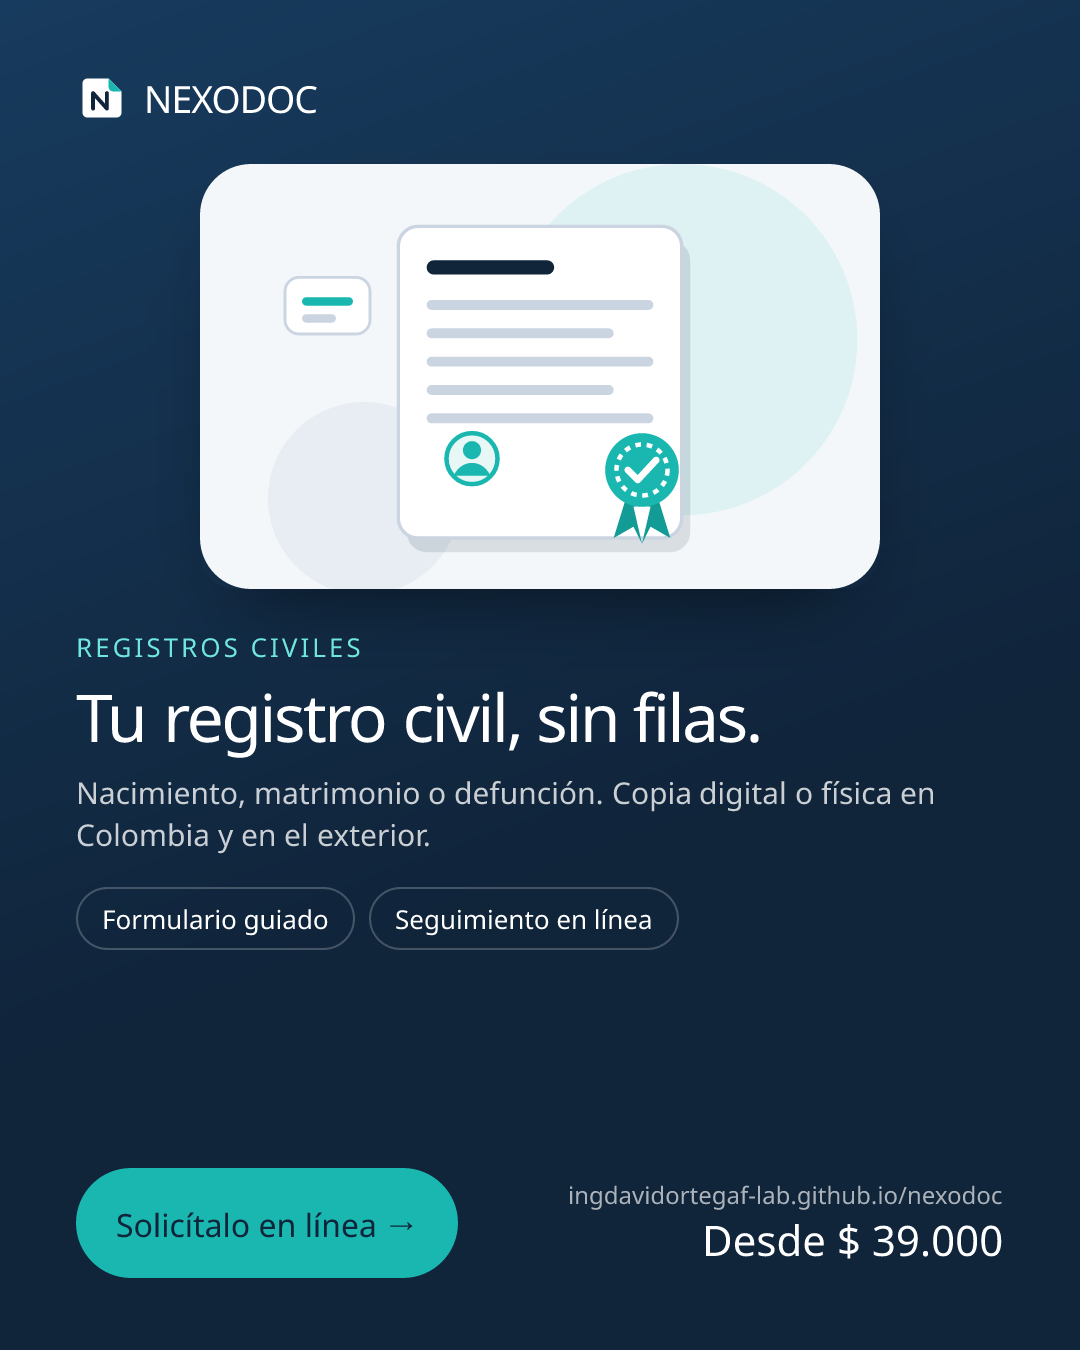 NEXODOC
REGISTROS CIVILES
Tu registro civil, sin filas.
Nacimiento, matrimonio o defunción. Copia digital o física en
Colombia y en el exterior.
Formulario guiado
Seguimiento en línea
Solicítalo en línea →
ingdavidortegaf-lab.github.io/nexodoc
Desde $ 39.000